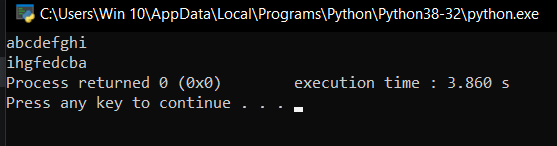 C:\Users\Win 10\AppData\Local\Programs\Python\Python38-32\python.exe
abcdefghi
ihgfedcba
Process returned 0 (0x0)        execution time : 3.860 s
Press any key to continue . . .